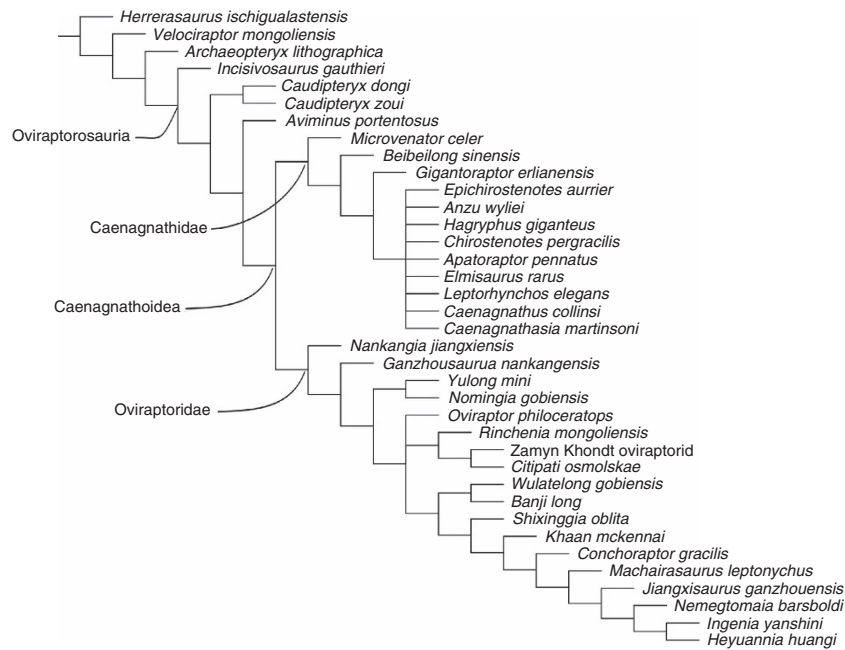 Herrerasaurus ischigualastensis
Velociraptor mongoliensis
Archaeopteryx lithographica
Incisivosaurus gauthieri
Caudipteryx dongi
Caudipteryx zoui
Aviminus portentosus
Oviraptorosauria
Microvenator celer
Beibeilong sinensis
Gigantoraptor erlianensis
Epichirostenotes aurrier
Anzu wyliei
Hagryphus giganteus
Caenagnathidae
Chirostenotes pergracilis
Apatoraptor pennatus
Elmisaurus rarus
Leptorhynchos elegans
Caenagnathoidea
Caenagnathus collinsi
Caenagnathasia martinsoni
Nankangia jiangxiensis
Ganzhousaurua nankangensis
Yulong mini
Nomingia gobiensis
Oviraptoridae
Oviraptor philoceratops
Rinchenia mongoliensis
Zamyn Khondt oviraptorid
Citipati osmolskae
Wulatelong gobiensis
Banji long
Shixinggia oblita
Khaan mckennai
Conchoraptor gracilis
Machairasaurus leptonychus
Jiangxisaurus ganzhouensis
Nemegtomaia barsboldi
Ingenia yanshini
Heyuannia huangi